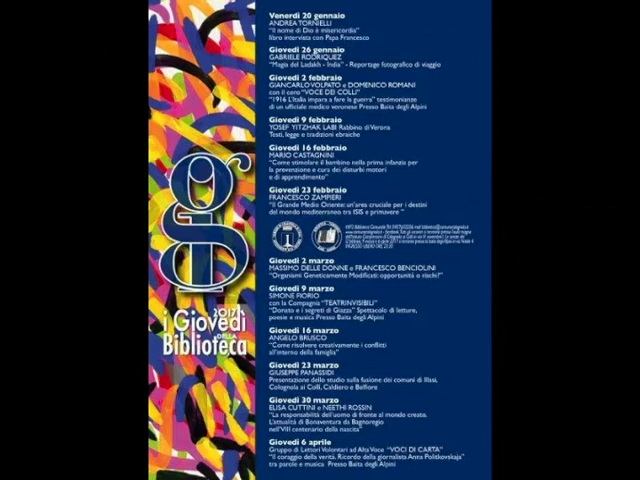 g
2017
i Giovedì
DELLA
Biblioteca
Venerdì 20 gennaio
ANDREA TORNIELLI
"Il nome di Dio è misericordia"
libro intervista con Papa Francesco
Giovedì 26 gennaio
GABRIELE RODRIQUEZ
"Magia del Ladakh - India" - Reportage fotografico di viaggio
Giovedì 2 febbraio
GIANCARLO VOLPATO e DOMENICO ROMANI
con il coro "VOCE DEI COLLI"
"1916 L'Italia impara a fare la guerra" testimonianze
di un ufficiale medico veronese Presso Baita degli Alpini
Giovedì 9 febbraio
YOSEF YITZHAK LABI Rabbino di Verona
Testi, legge e tradizioni ebraiche
Giovedì 16 febbraio
MARIO CASTAGNINI
"Come stimolare il bambino nella prima infanzia per
la prevenzione e cura dei disturbi motori
e di apprendimento"
Giovedì 23 febbraio
FRANCESCO ZAMPIERI
"Il Grande Medio Oriente: un'area cruciale per i destini
del mondo mediterraneo tra ISIS e primavere "
INGRESSO LIBERO ORE
Giovedì 2 marzo
MASSIMO DELLE DONNE e FRANCESCO BENCIOLINI
"Organismi Geneticamente Modificati: opportunità o rischi?"
Giovedì 9 marzo
SIMONE FIORIO
con la Compagnia "TEATRINVISIBILI"
"Donato e i segreti di Giazza" Spettacolo di letture,
poesie e musica Presso Baita degli Alpini
Giovedì 16 marzo
ANGELO BRUSCO
"Come risolvere creativamente i conflitti
all'interno della famiglia"
Giovedì 23 marzo
GIUSEPPE PANASSIDI
Presentazione dello studio sulla fusione dei comuni di Illasi,
Colognola ai Colli, Caldiero e Belfiore
Giovedì 30 marzo
ELISA CUTTINI e NEETHI ROSSIN
"La responsabilità dell'uomo di fronte al mondo creato.
L'attualità di Bonaventura da Bagnoregio
nell'VIII centenario della nascita"
Giovedì 6 aprile
Gruppo di Lettori Volontari ad Alta Voce "VOCI DI CARTA"
"Il coraggio della verità. Ricordo della giornalista Anna Politkovskaja"
tra parole e musica Presso Baita degli Alpini